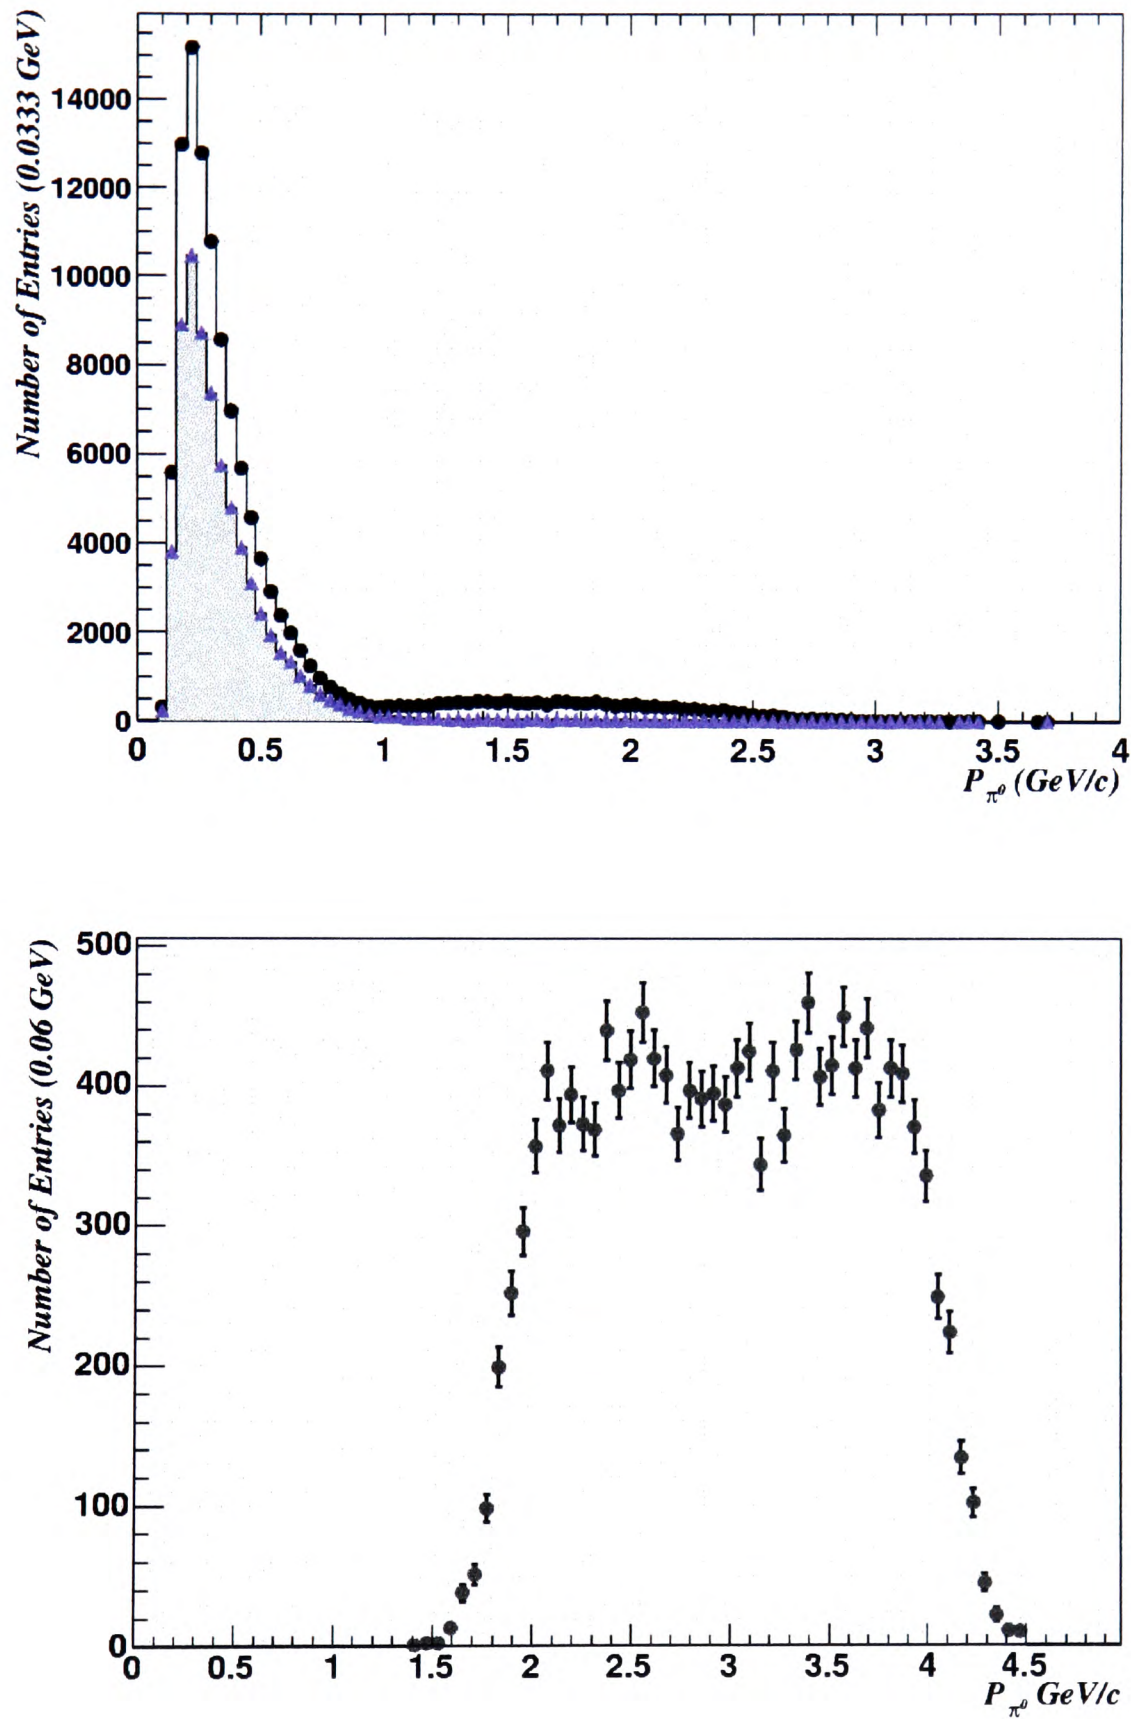 Number of Entries (0.0333 GeV)
14000
12000
10000
8000
6000
4000
2000
0
0 0.5 1 1.5 2 2.5 3 3.5 4
P_π⁰ (GeV/c)
Number of Entries (0.06 GeV)
500
400
300
200
100
0
0 0.5 1 1.5 2 2.5 3 3.5 4 4.5
P_π⁰ GeV/c